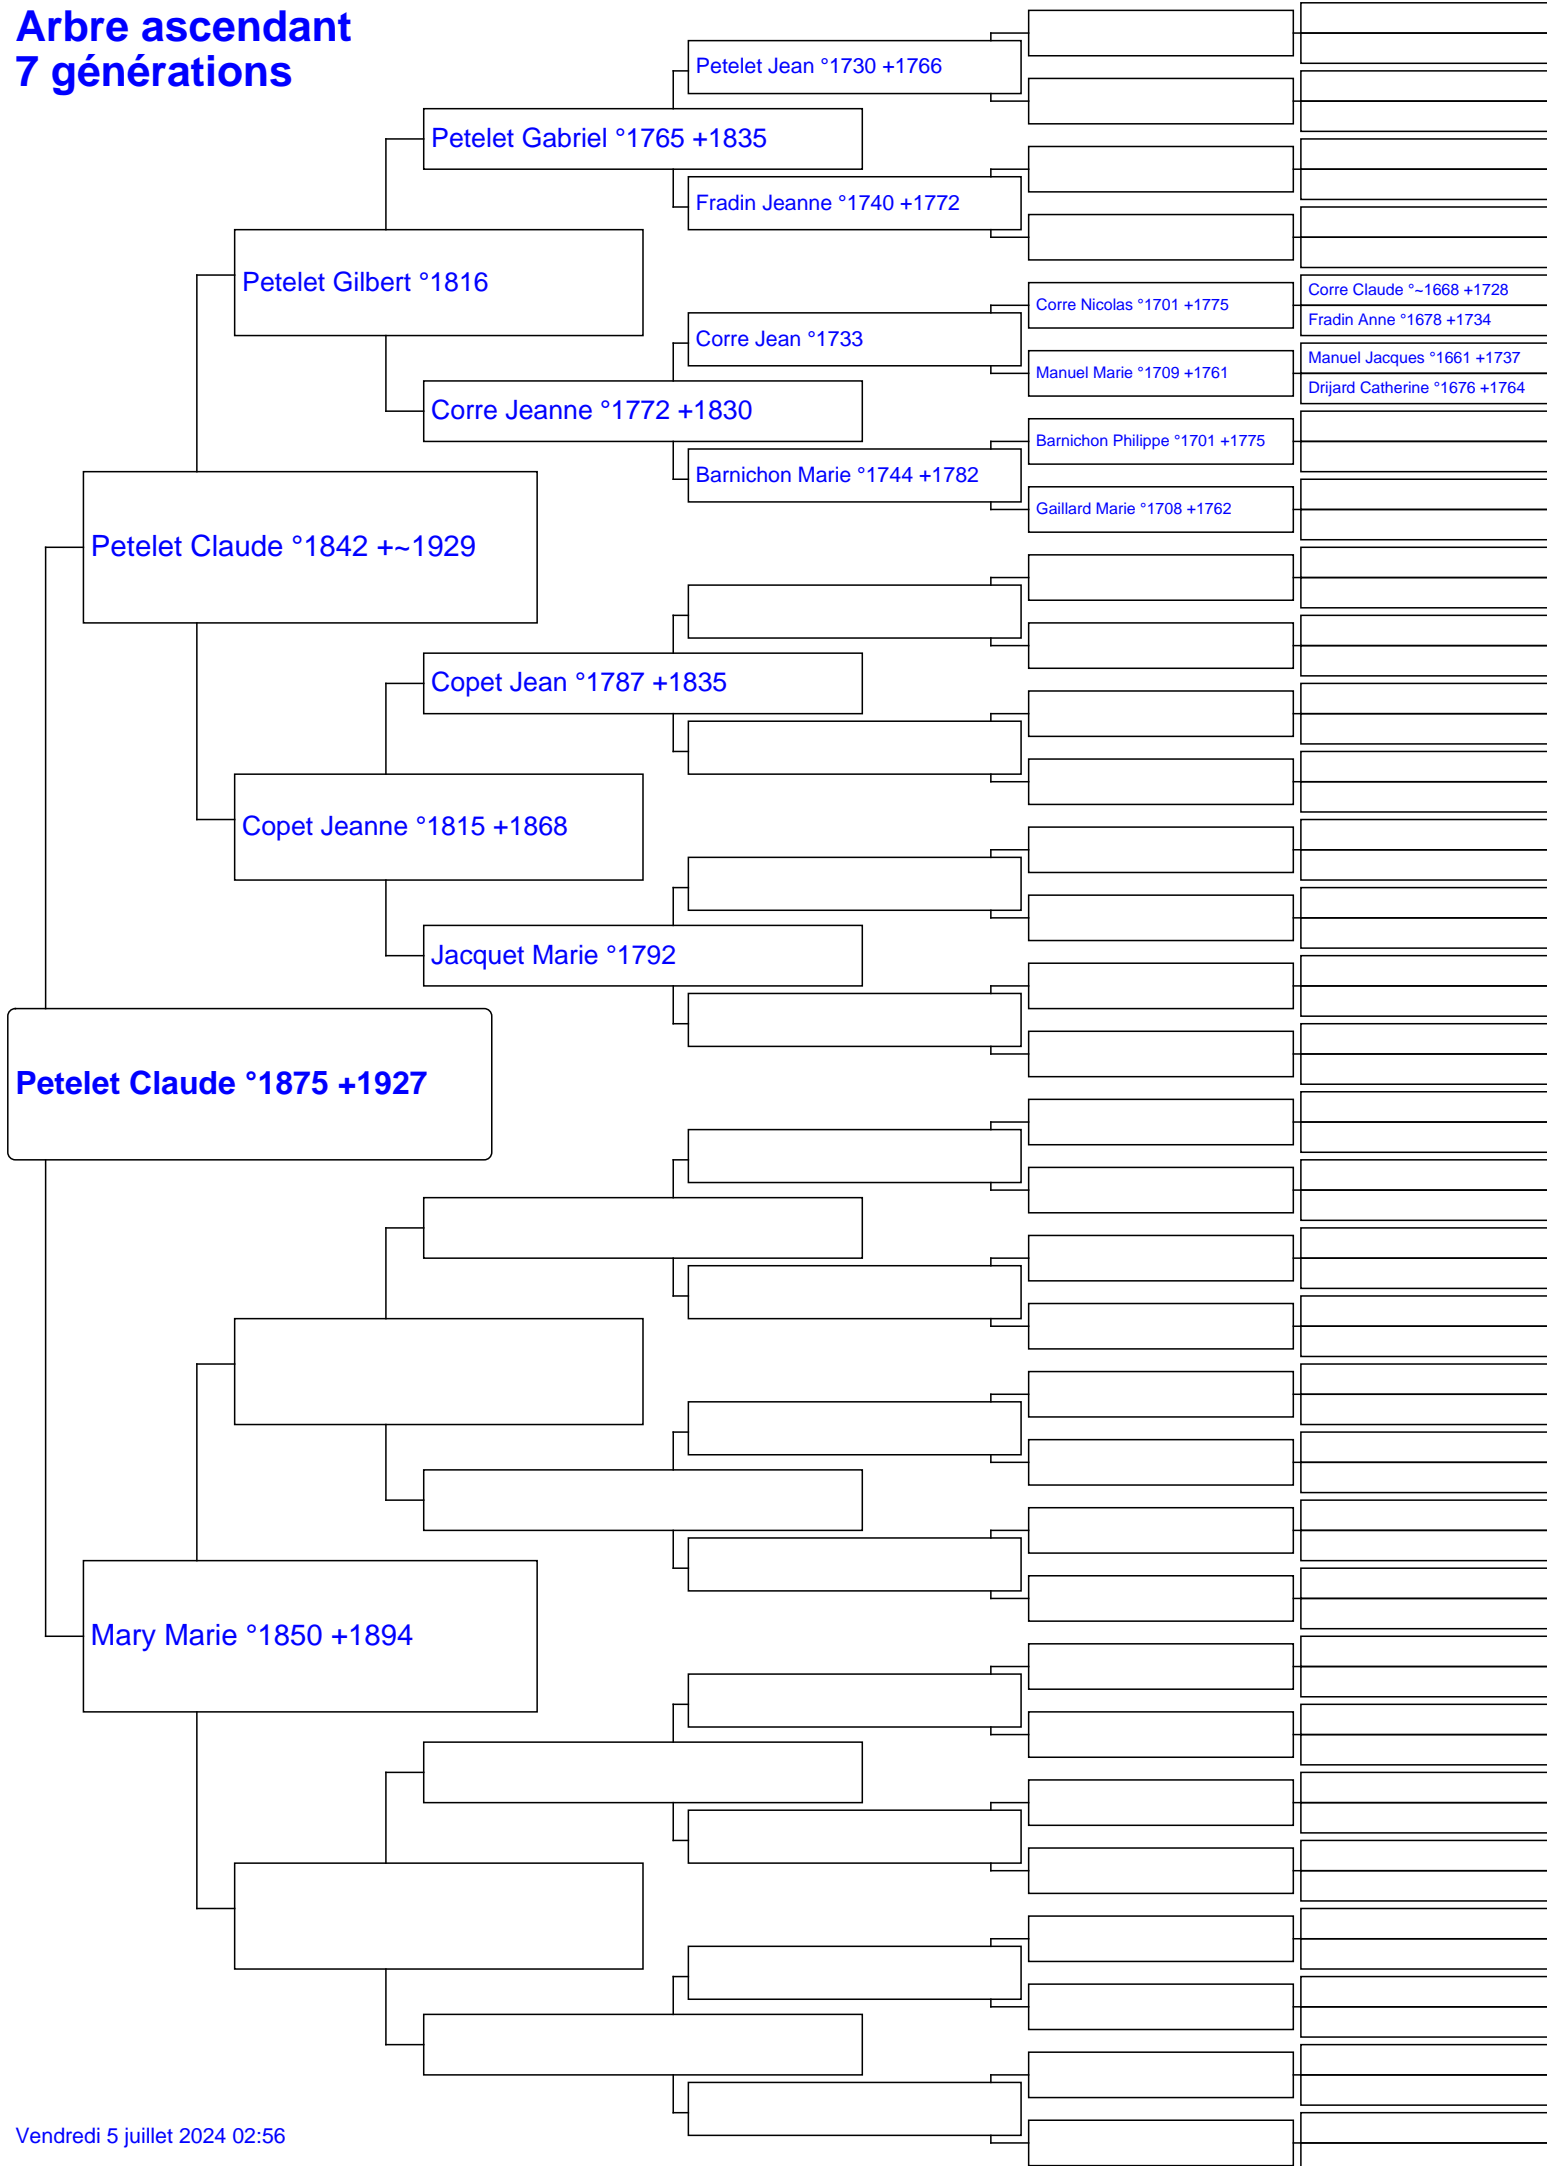 Arbre ascendant
7 générations
Petelet Jean °1730 +1766
Petelet Gabriel °1765 +1835
Fradin Jeanne °1740 +1772
Petelet Gilbert °1816
Corre Claude °~1668 +1728
Corre Nicolas °1701 +1775
Fradin Anne °1678 +1734
Corre Jean °1733
Manuel Jacques °1661 +1737
Manuel Marie °1709 +1761
Drijard Catherine °1676 +1764
Corre Jeanne °1772 +1830
Barnichon Philippe °1701 +1775
Barnichon Marie °1744 +1782
Gaillard Marie °1708 +1762
Petelet Claude °1842 +~1929
Copet Jean °1787 +1835
Copet Jeanne °1815 +1868
Jacquet Marie °1792
Petelet Claude °1875 +1927
Mary Marie °1850 +1894
Vendredi 5 juillet 2024 02:56